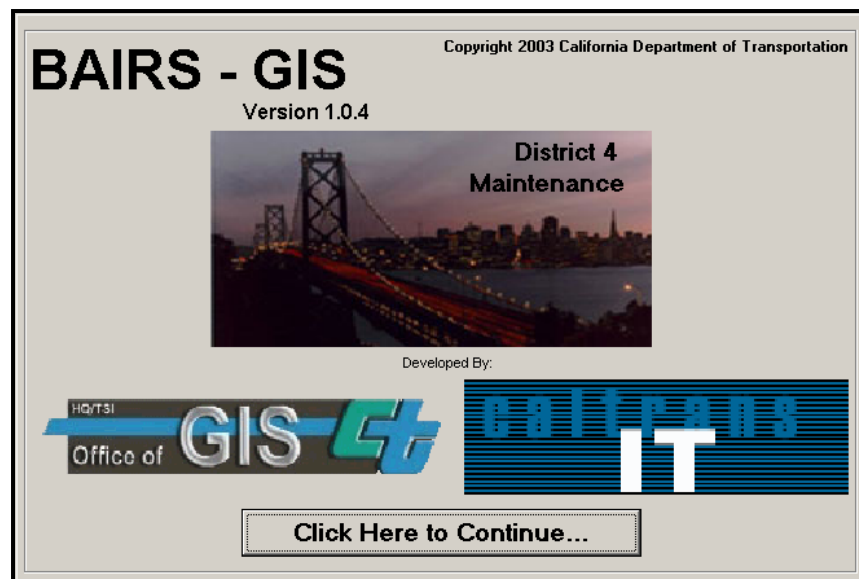 Copyright 2003 California Department of Transportation
BAIRS - GIS
Version 1.0.4
District 4
Maintenance
Developed By:
HQ/TSI
Office of GIS Ct
caltrans
IT
Click Here to Continue...